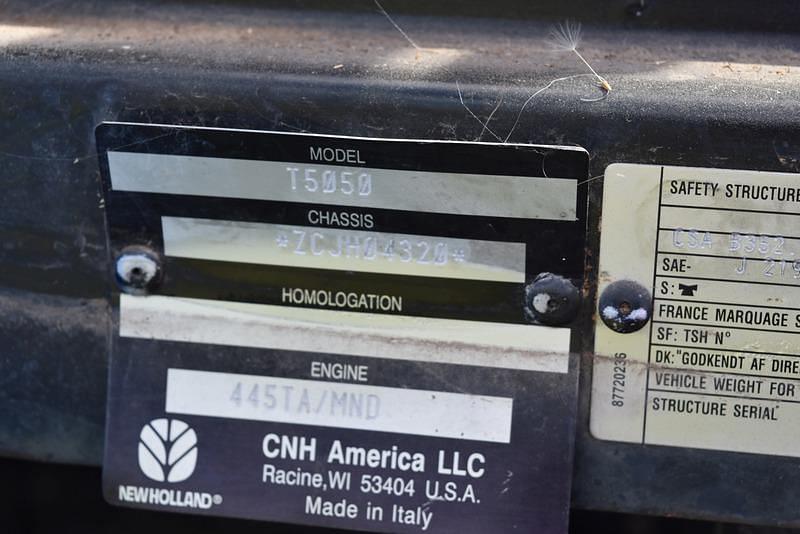 MODEL
T5050
CHASSIS
*ZCJH04320*
HOMOLOGATION
ENGINE
445TA/MND
CNH America LLC
Racine,WI 53404 U.S.A.
Made in Italy
NEW HOLLAND®
SAFETY STRUCTURE
CSA B352.
SAE- J 219
S:
FRANCE MARQUAGE S
SF: TSH N°
DK:"GODKENDT AF DIRE
VEHICLE WEIGHT FOR
STRUCTURE SERIAL
87720236